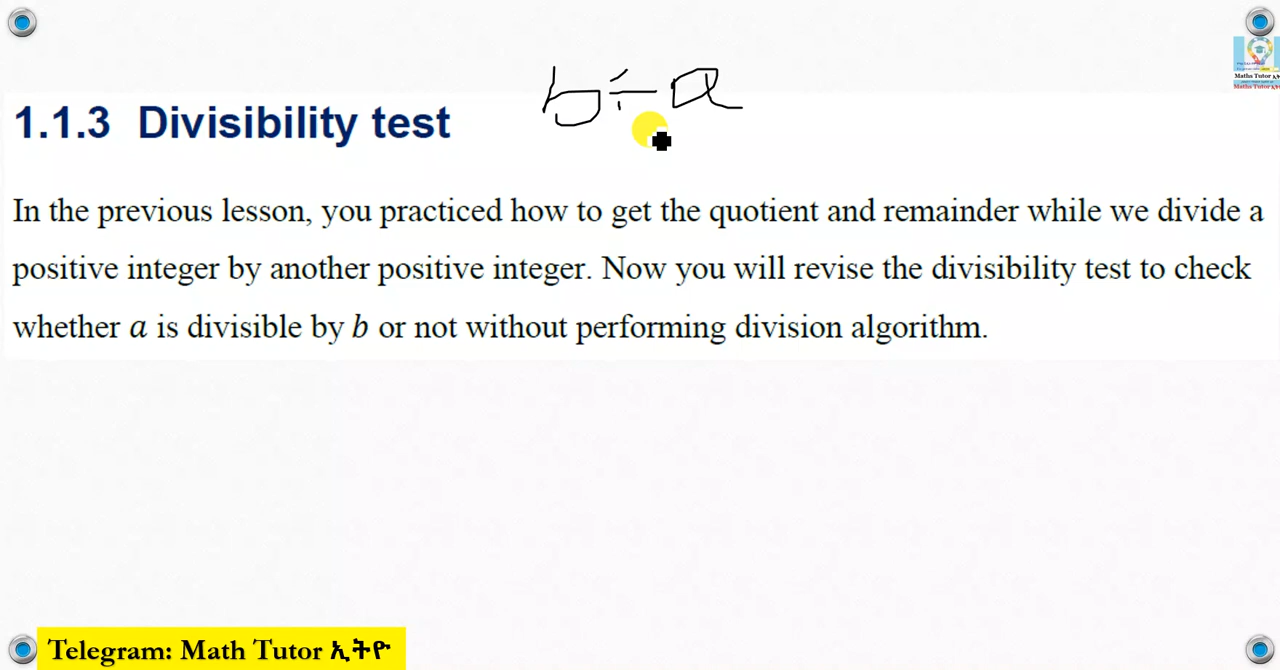 b ÷ a
1.1.3 Divisibility test
In the previous lesson, you practiced how to get the quotient and remainder while we divide a
positive integer by another positive integer. Now you will revise the divisibility test to check
whether a is divisible by b or not without performing division algorithm.
Telegram: Math Tutor ኢትዮ